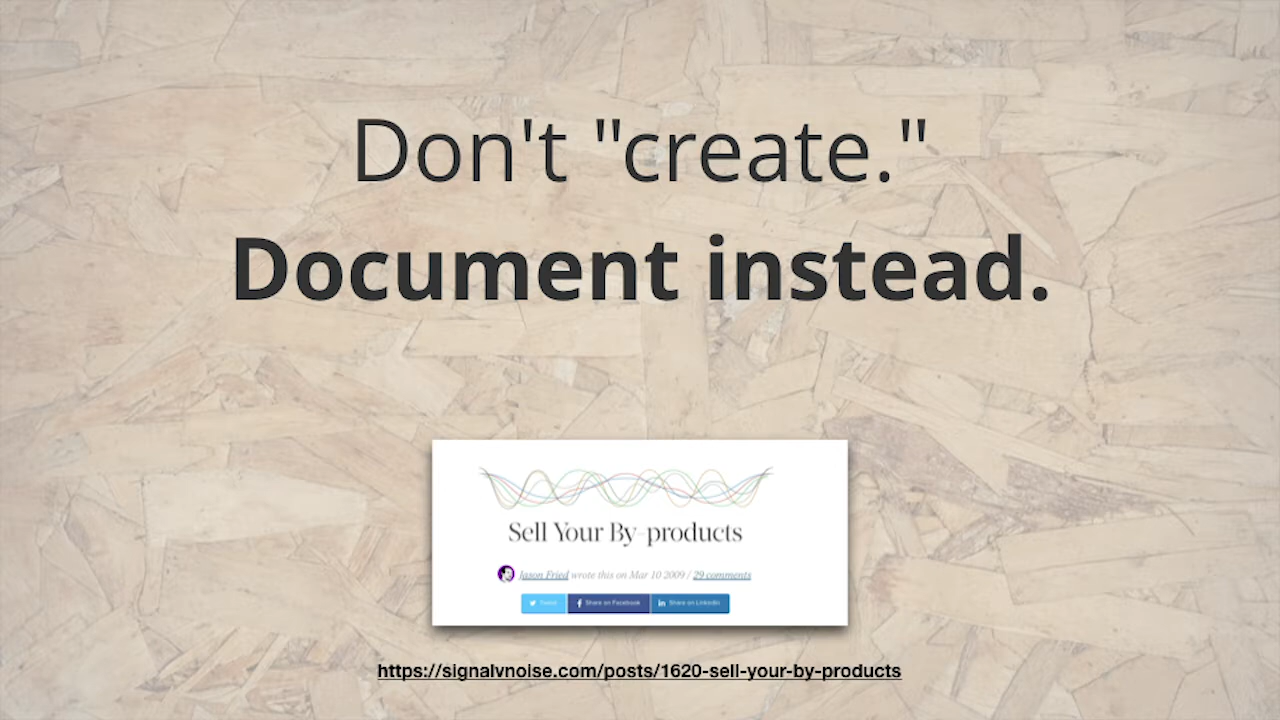 Don't "create."
Document instead.
Sell Your By-products
Jason Fried wrote this on Mar 10 2009 / 29 comments
Tweet Share on Facebook Share on LinkedIn
https://signalvnoise.com/posts/1620-sell-your-by-products